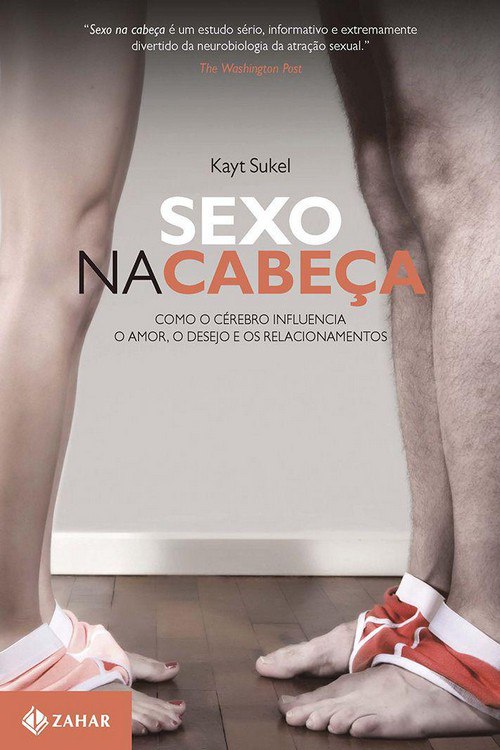 “Sexo na cabeça é um estudo sério, informativo e extremamente
divertido da neurobiologia da atração sexual.”
The Washington Post
Kayt Sukel
SEXO
NACABEÇA
COMO O CÉREBRO INFLUENCIA
O AMOR, O DESEJO E OS RELACIONAMENTOS
ZAHAR